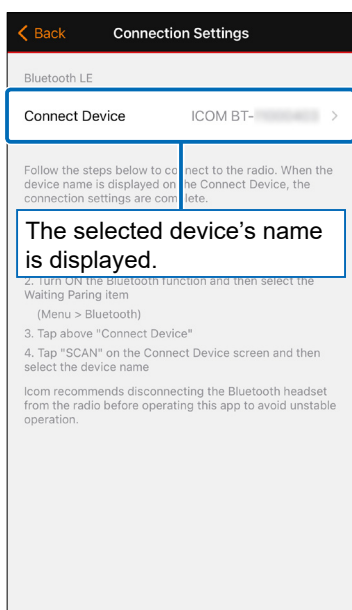 Back
Connection Settings
Bluetooth LE
Connect Device
ICOM BT-
Follow the steps below to co nect to the radio. When the
device name is displayed on he Connect Device, the
connection settings are com lete.
The selected device's name
is displayed.
2. Turn ON the Bluetooth function and then select the
Waiting Paring item
(Menu > Bluetooth)
3. Tap above "Connect Device"
4. Tap "SCAN" on the Connect Device screen and then
select the device name
Icom recommends disconnecting the Bluetooth headset
from the radio before operating this app to avoid unstable
operation.